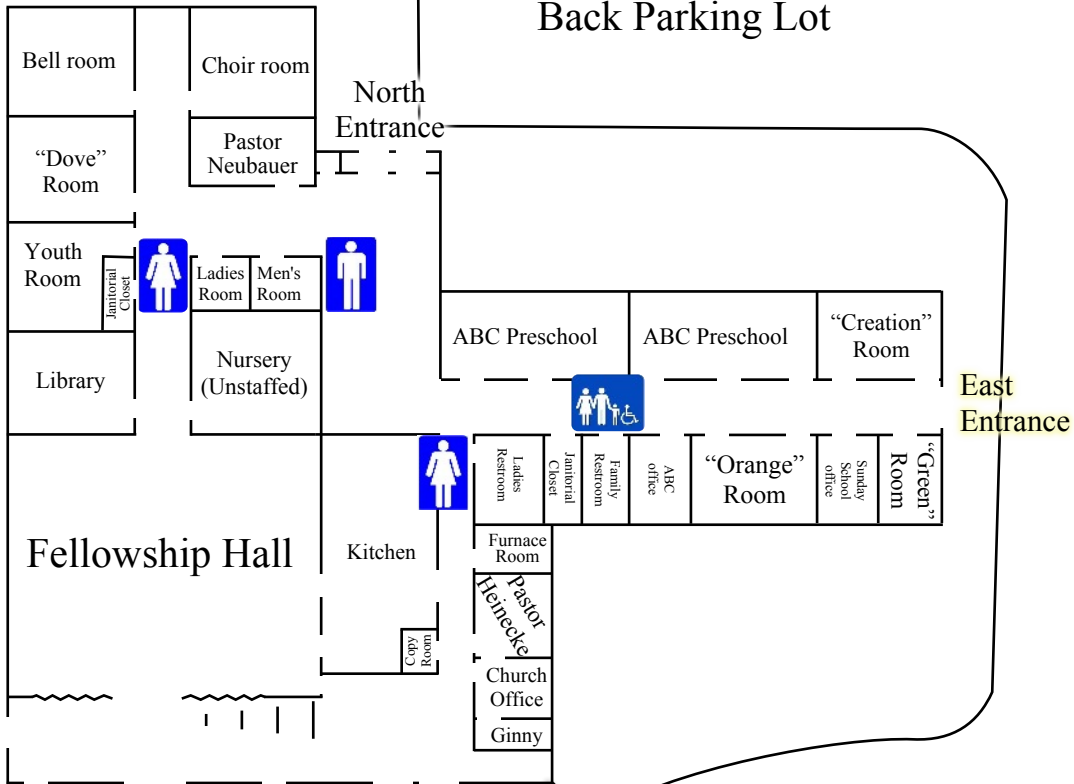 Back Parking Lot
Bell room
Choir room
North
Entrance
"Dove"
Room
Pastor
Neubauer
Youth
Room
Janitorial
Closet
Ladies
Room
Men's
Room
ABC Preschool
ABC Preschool
"Creation"
Room
Library
Nursery
(Unstaffed)
East
Entrance
Ladies
Restroom
Janitorial
Closet
Family
Restroom
ABC
office
"Orange"
Room
Sunday
School
office
"Green"
Room
Fellowship Hall
Kitchen
Furnace
Room
Pastor
Heinecke
Copy
Room
Church
Office
Ginny